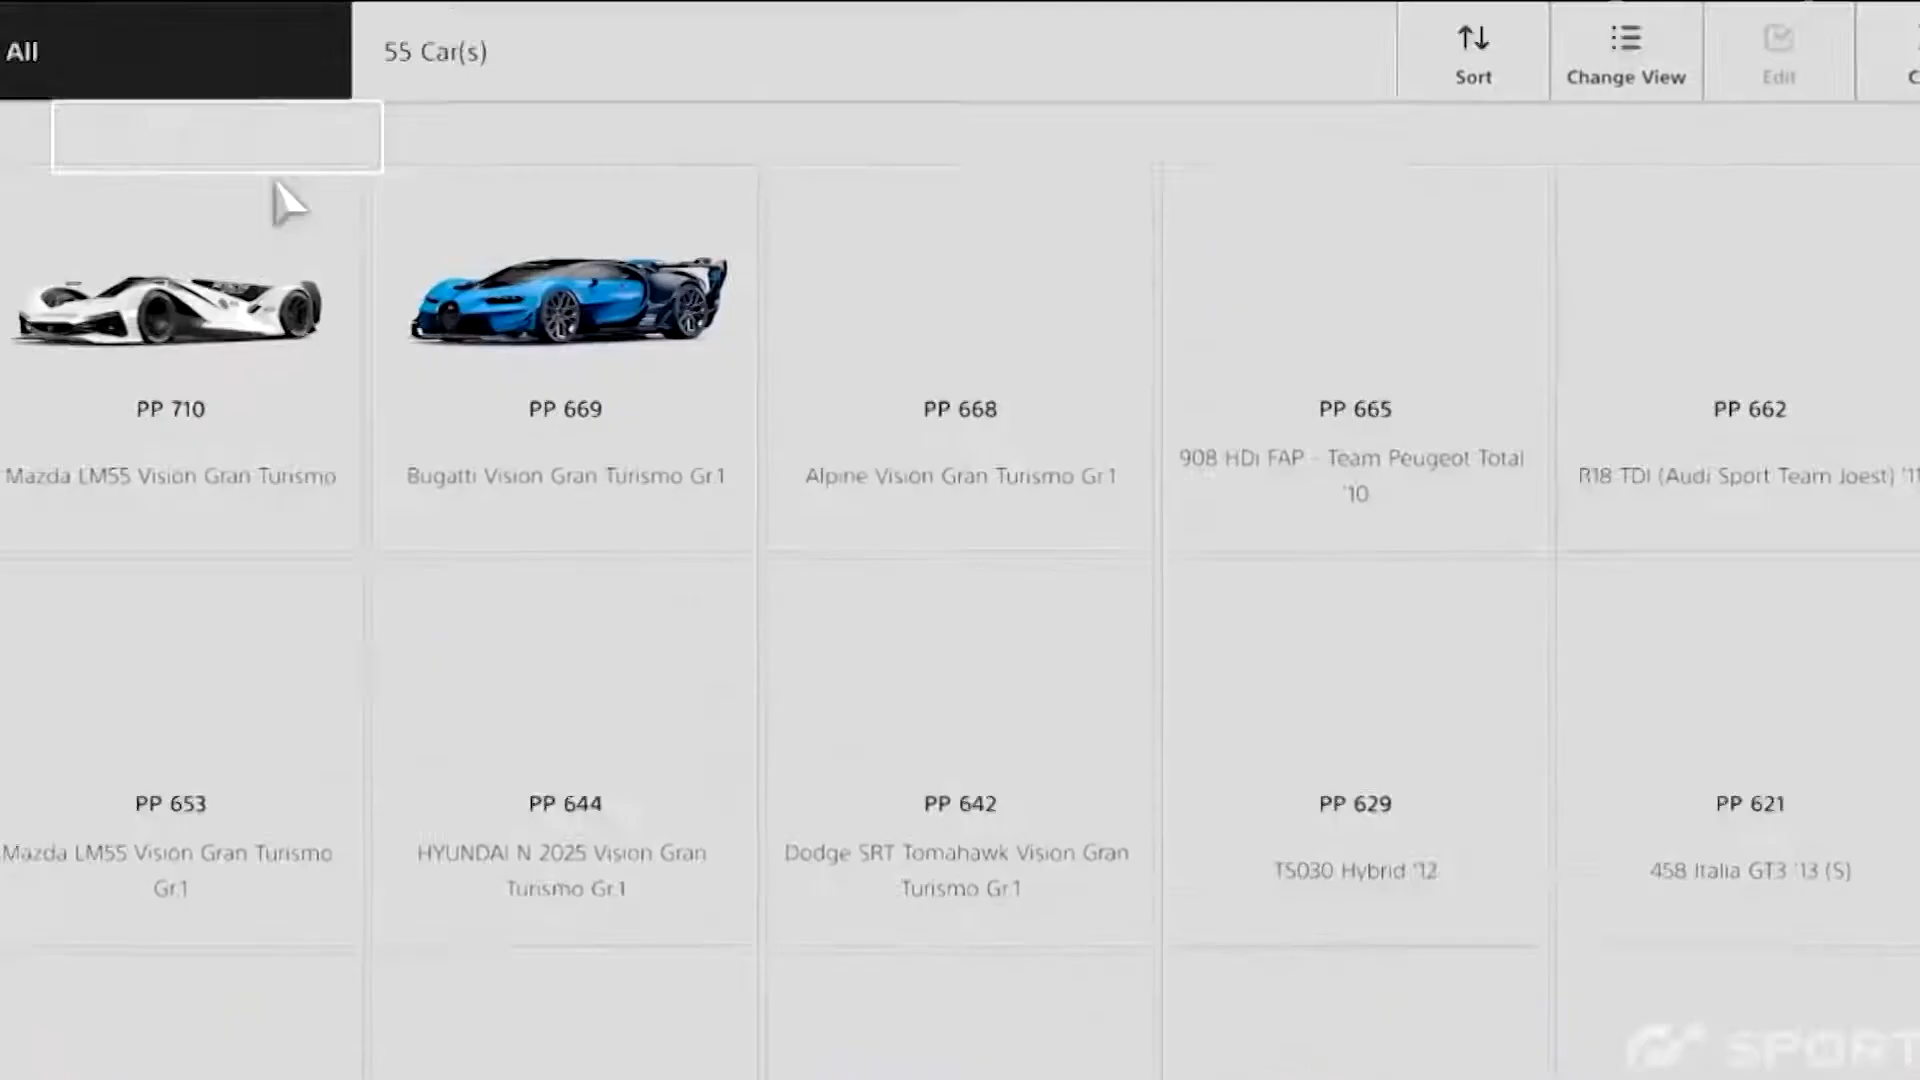 All
55 Car(s)
Sort
Change View
Edit
PP 710
PP 669
PP 668
PP 665
PP 662
Mazda LM55 Vision Gran Turismo
Bugatti Vision Gran Turismo Gr.1
Alpine Vision Gran Turismo Gr.1
908 HDi FAP - Team Peugeot Total
'10
R18 TDI (Audi Sport Team Joest) '11
PP 653
PP 644
PP 642
PP 629
PP 621
Mazda LM55 Vision Gran Turismo
Gr.1
HYUNDAI N 2025 Vision Gran
Turismo Gr.1
Dodge SRT Tomahawk Vision Gran
Turismo Gr.1
TS030 Hybrid '12
458 Italia GT3 '13 (S)
SPORT